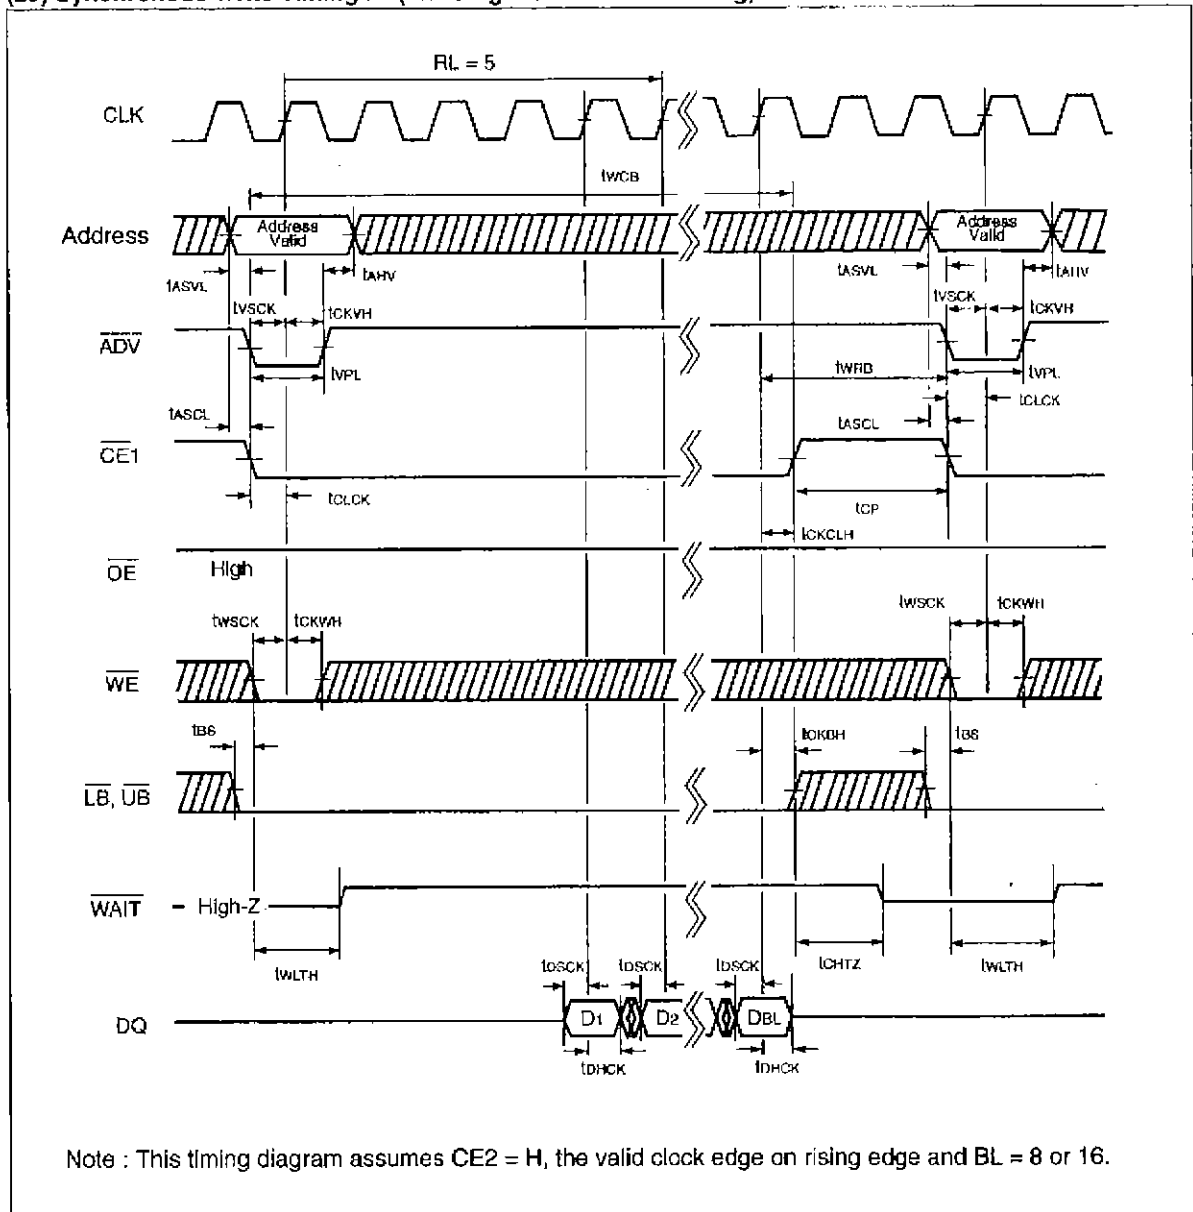 RL = 5
CLK
tWCB
Address
Address Valid
Address Valid
tASVL
tAHV
tASVL
tAHV
tVSCK
tCKVH
tVSCK
tCKVH
ADV
tVPL
tWRB
tVPL
tASCL
tASCL
tCLCK
CE1
tCLCK
tCP
tCKCLH
OE
High
tWSCK
tCKWH
tWSCK
tCKWH
WE
tBS
tCKBH
tBS
LB, UB
WAIT
High-Z
tWLTH
tCHTZ
tWLTH
tDSCK
tDSCK
tDSCK
DQ
D1
D2
DBL
tDHCK
tDHCK
Note : This timing diagram assumes CE2 = H, the valid clock edge on rising edge and BL = 8 or 16.